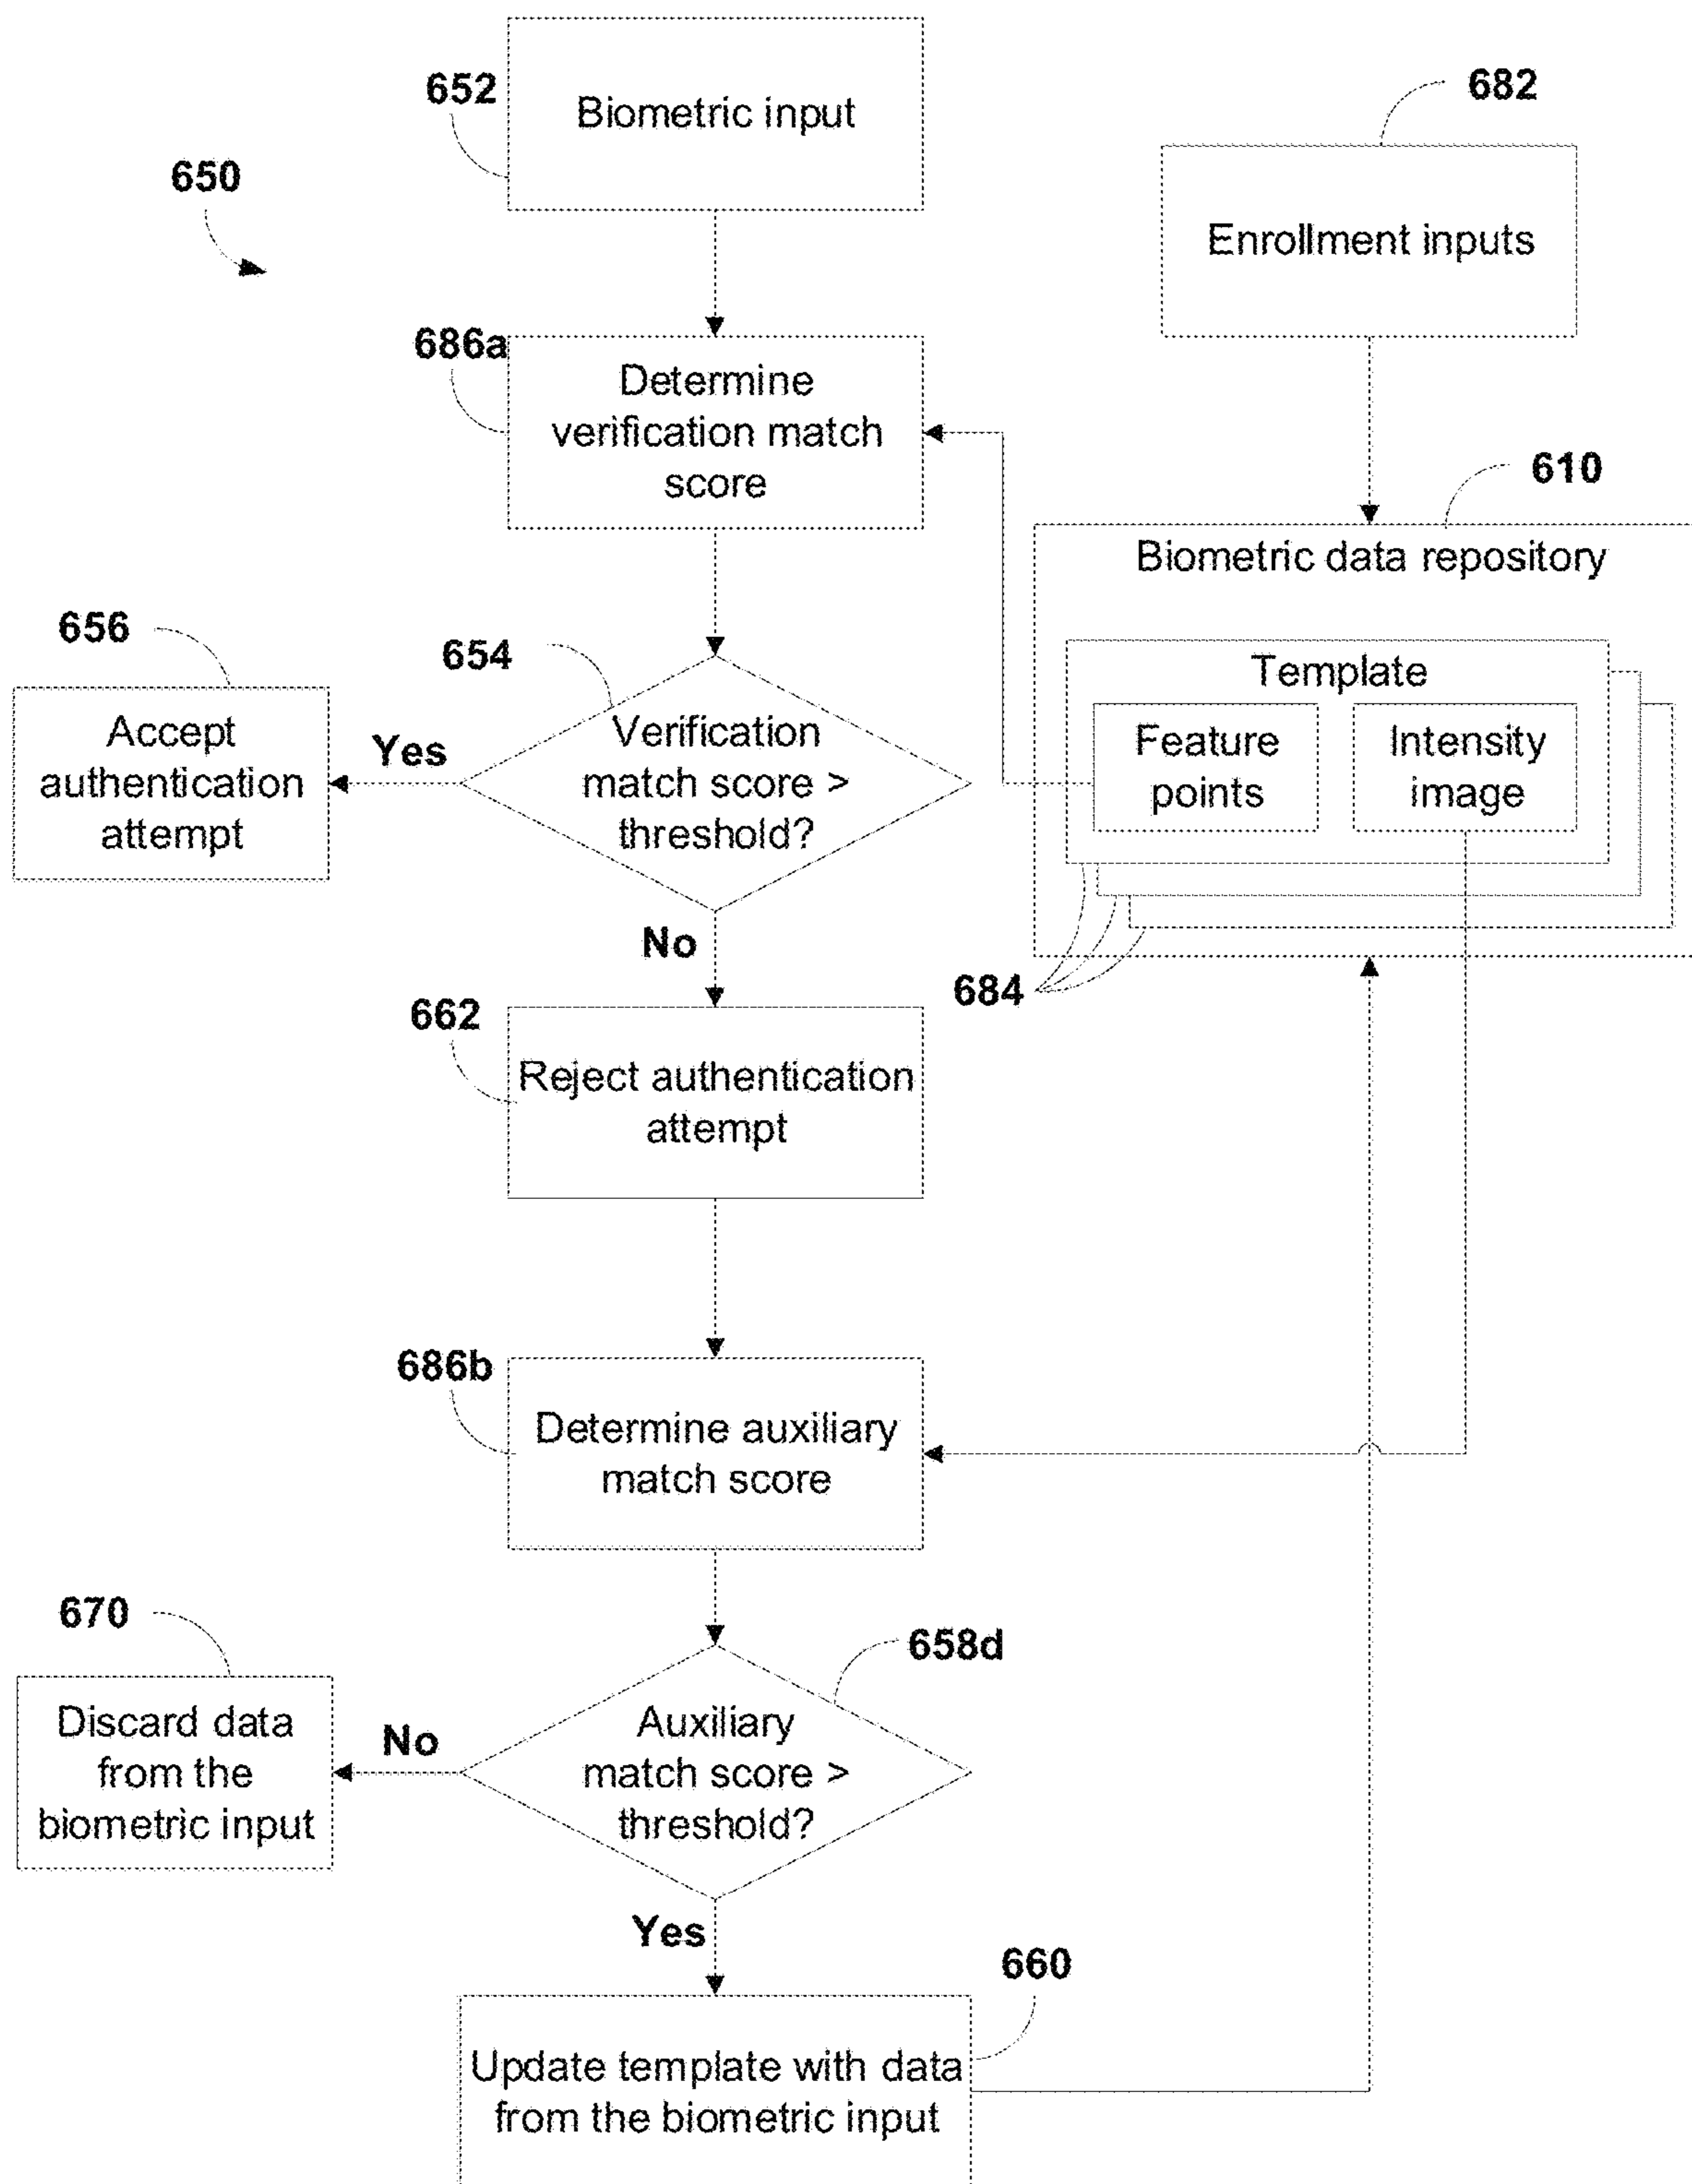 652
Biometric input
682
650
Enrollment inputs
686a
Determine
verification match
score
610
Biometric data repository
656
654
Template
Accept
authentication
attempt
Yes
Verification
match score >
threshold?
Feature
points
Intensity
image
No
684
662
Reject authentication
attempt
686b
Determine auxiliary
match score
670
658d
Discard data
from the
biometric input
No
Auxiliary
match score >
threshold?
Yes
660
Update template with data
from the biometric input